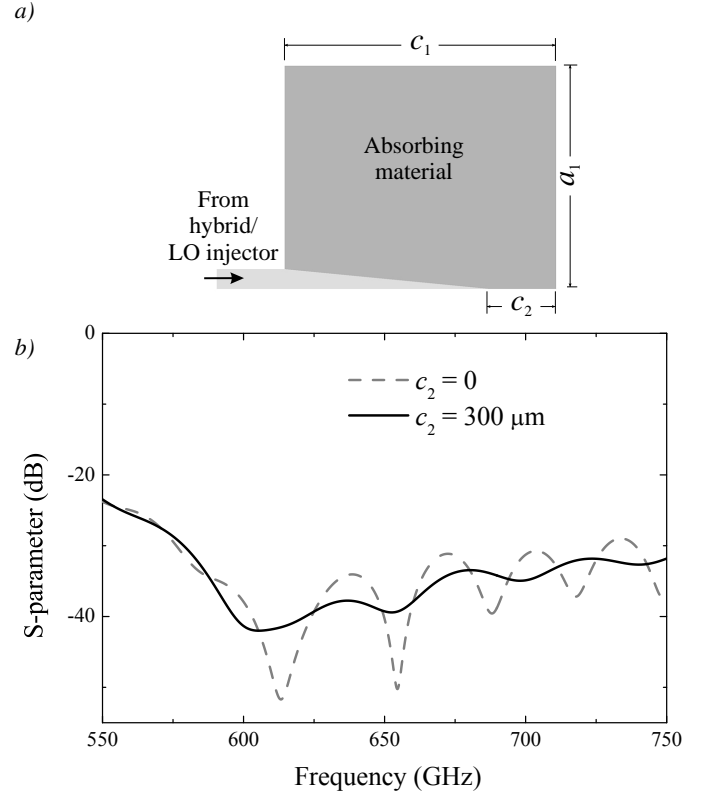 a)
c₁
Absorbing
material
a₁
From
hybrid/
LO injector
c₂
b)
0
c₂ = 0
c₂ = 300 μm
-20
S-parameter (dB)
-40
550
600
650
700
750
Frequency (GHz)